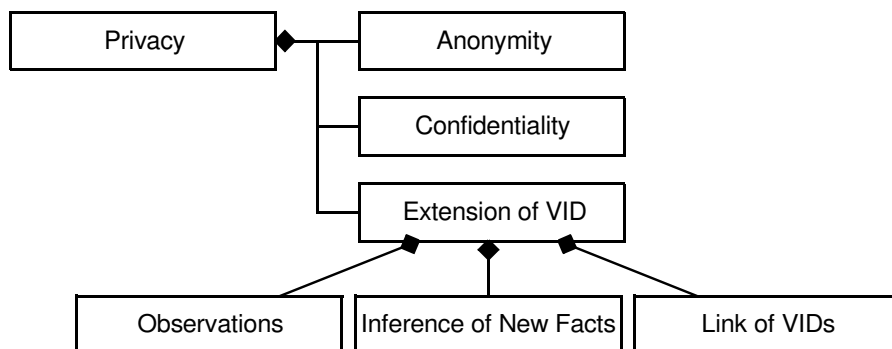 Privacy
Anonymity
Confidentiality
Extension of VID
Observations
Inference of New Facts
Link of VIDs